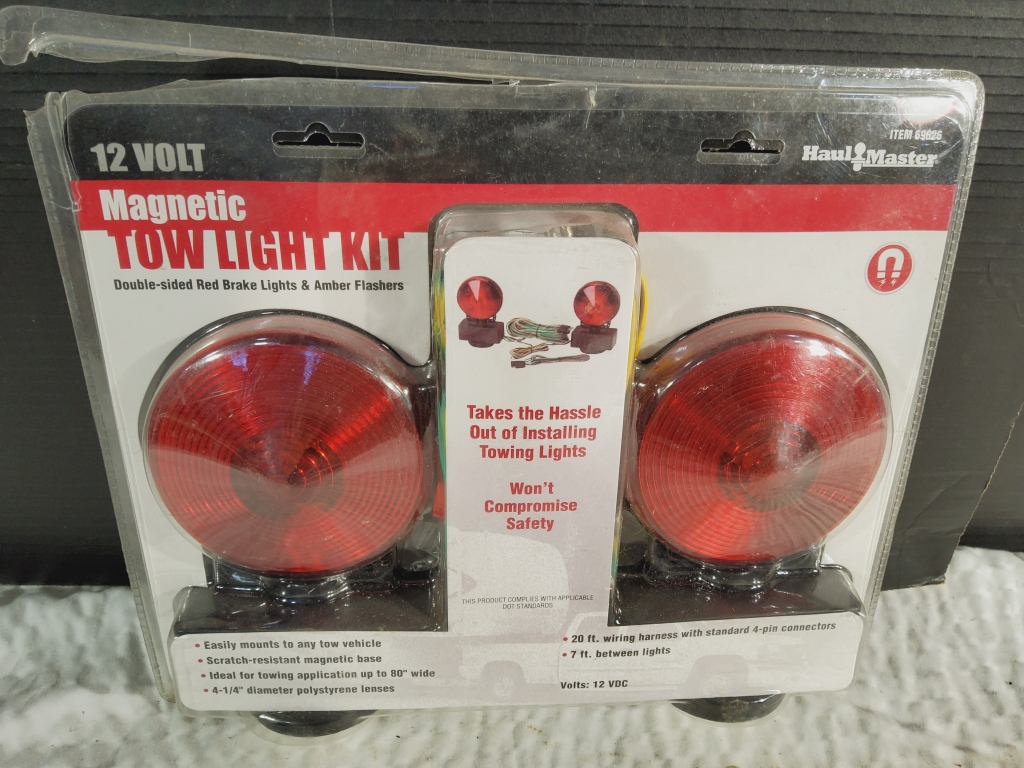 12 VOLT
ITEM 69626
Haul Master
Magnetic
TOW LIGHT KIT
Double-sided Red Brake Lights & Amber Flashers
Takes the Hassle
Out of Installing
Towing Lights
Won't
Compromise
Safety
THIS PRODUCT COMPLIES WITH APPLICABLE
DOT STANDARDS
• Easily mounts to any tow vehicle
• Scratch-resistant magnetic base
• Ideal for towing application up to 80" wide
• 4-1/4" diameter polystyrene lenses
• 20 ft. wiring harness with standard 4-pin connectors
• 7 ft. between lights
Volts: 12 VDC